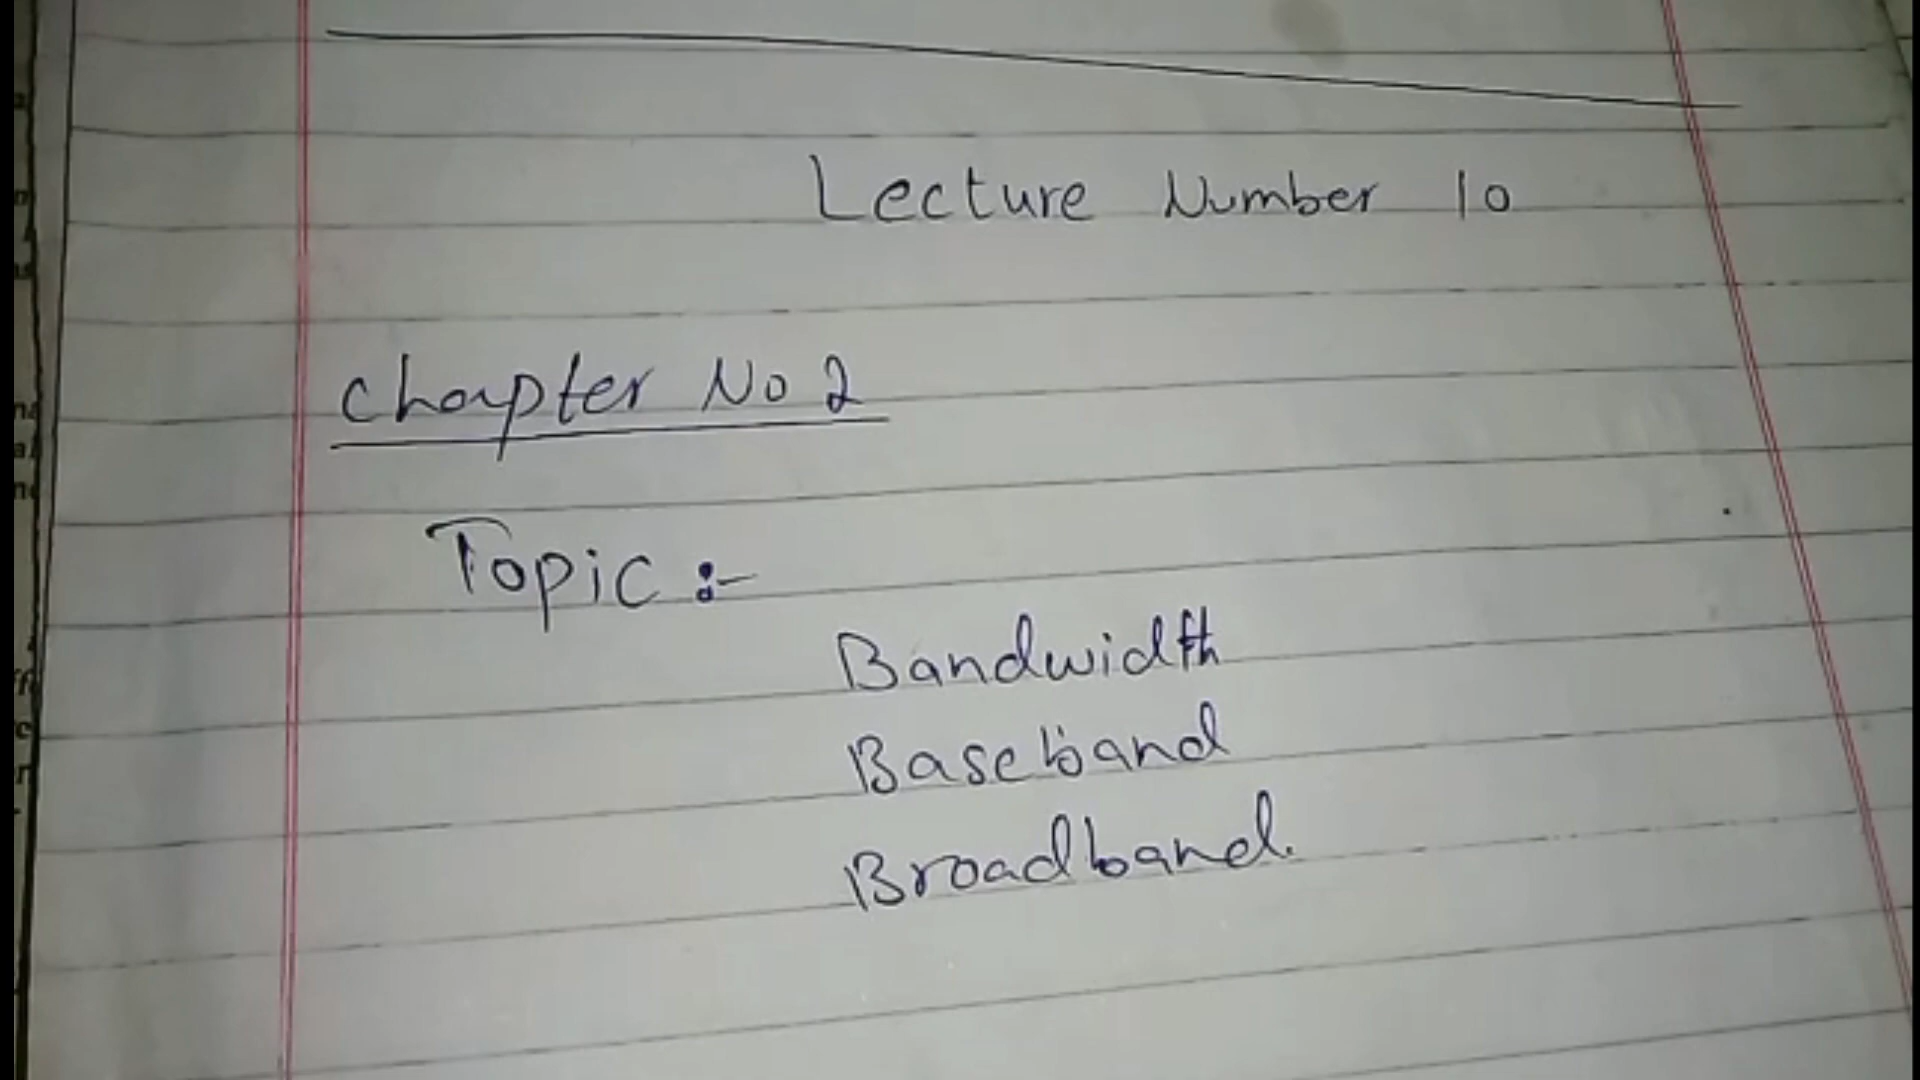 Lecture Number 10
Chapter No 2
Topic :-
Bandwidth
Baseband
Broadband.